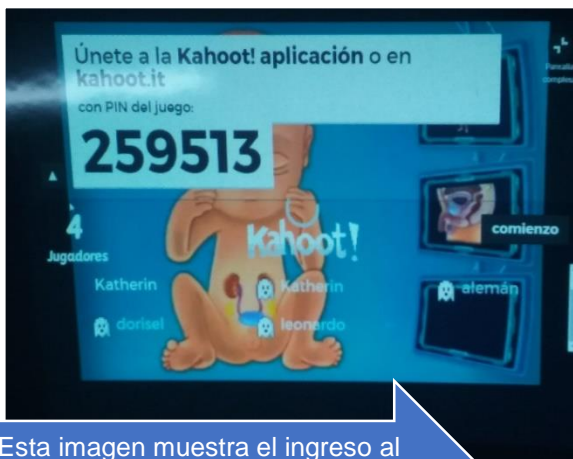 Únete a la Kahoot! aplicación o en
kahoot.it
con PIN del juego:
259513
Pantalla
4
Jugadores
Kahoot!
comienzo
Katherin
Katherin
alemán
dorisel
leonardo
Esta imagen muestra el ingreso al